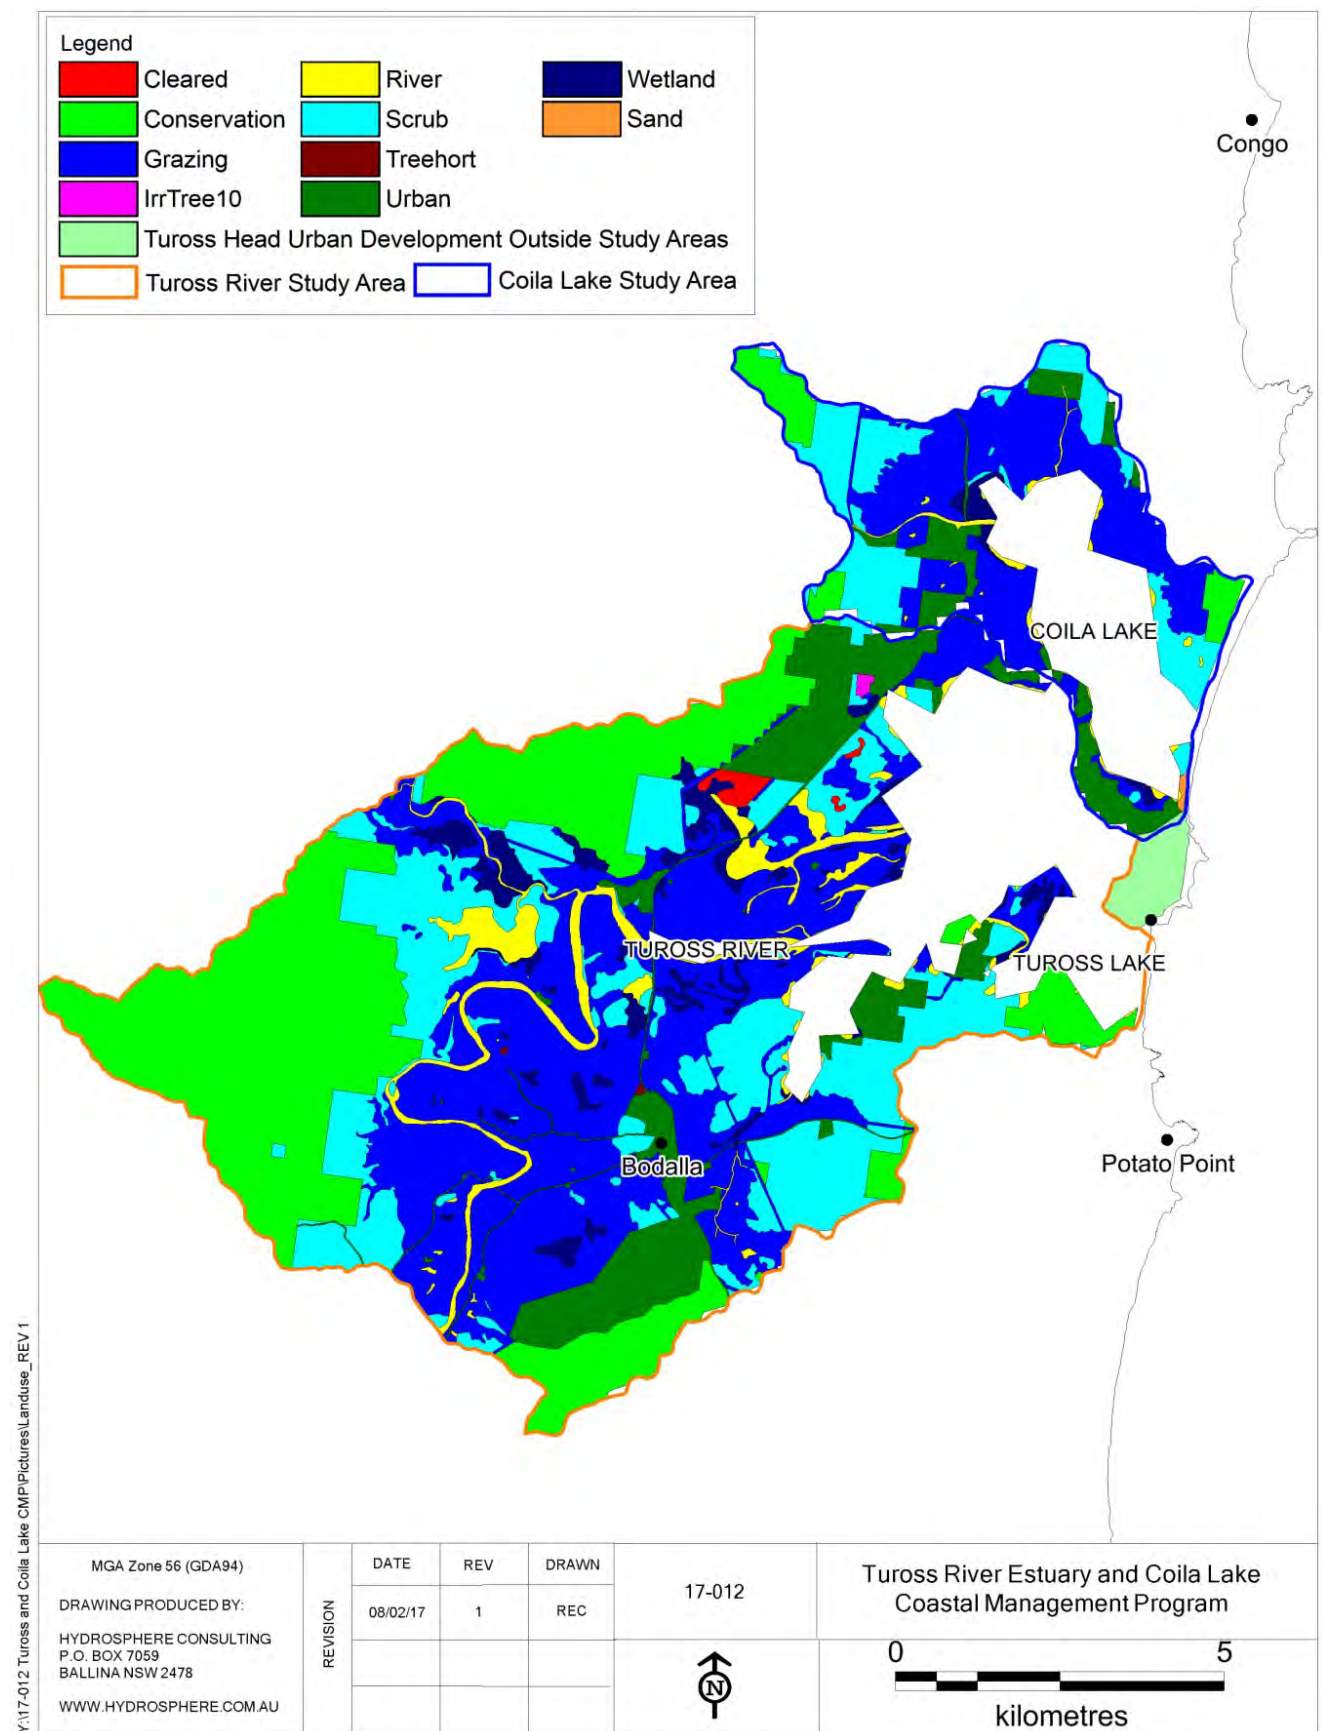 Legend
Cleared
River
Wetland
Conservation
Scrub
Sand
Grazing
Treehort
IrrTree10
Urban
Tuross Head Urban Development Outside Study Areas
Tuross River Study Area
Coila Lake Study Area
Congo
COILA LAKE
TUROSS RIVER
TUROSS LAKE
Bodalla
Potato Point
Y:\17-012 Tuross and Coila Lake CMP\Pictures\Landuse_REV 1
MGA Zone 56 (GDA94)
DRAWING PRODUCED BY:
HYDROSPHERE CONSULTING
P.O. BOX 7059
BALLINA NSW 2478
WWW.HYDROSPHERE.COM.AU
REVISION
DATE
REV
DRAWN
08/02/17
1
REC
17-012
N
Tuross River Estuary and Coila Lake
Coastal Management Program
0
5
kilometres